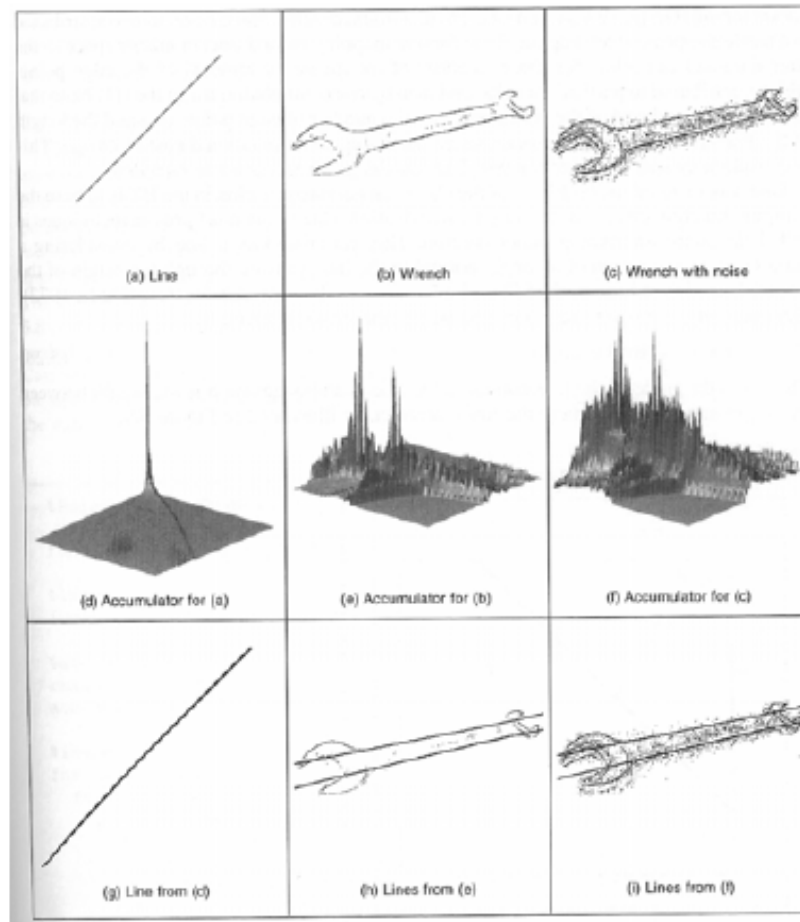 (a) Line
(b) Wrench
(c) Wrench with noise
(d) Accumulator for (a)
(e) Accumulator for (b)
(f) Accumulator for (c)
(g) Line from (d)
(h) Lines from (e)
(i) Lines from (f)